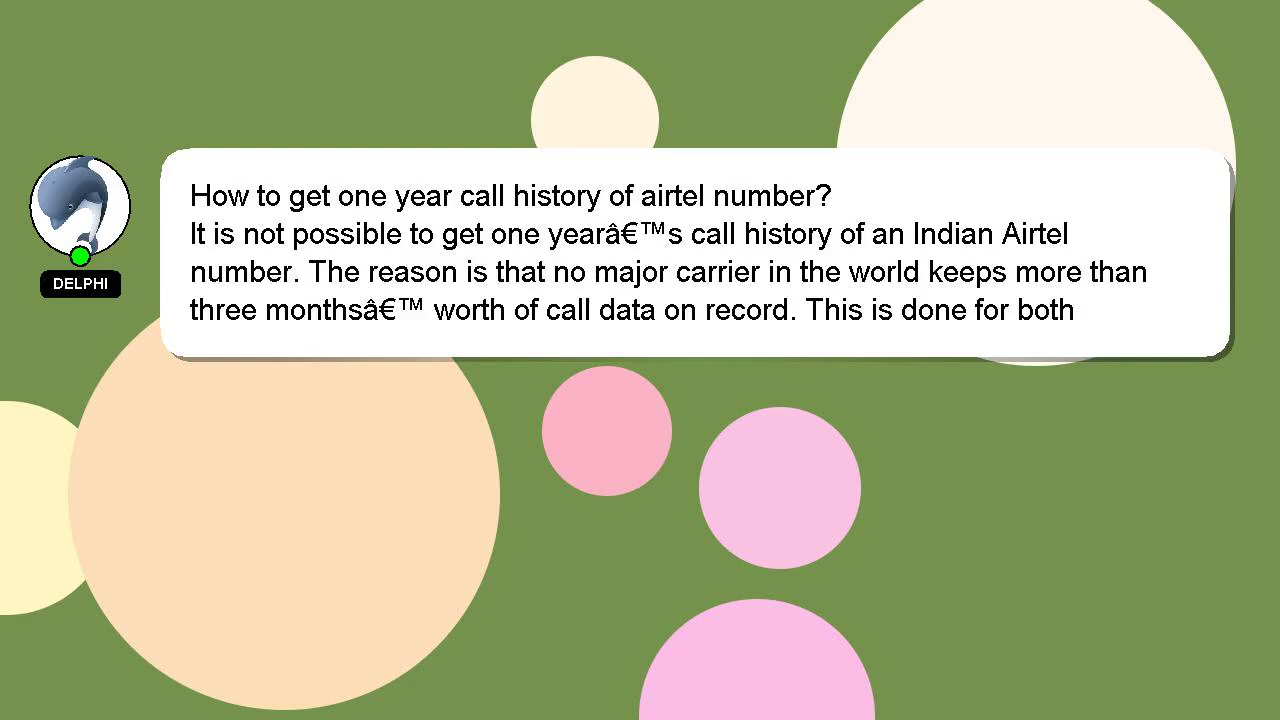 How to get one year call history of airtel number?
It is not possible to get one yearâ€™s call history of an Indian Airtel
number. The reason is that no major carrier in the world keeps more than
three monthsâ€™ worth of call data on record. This is done for both
DELPHI